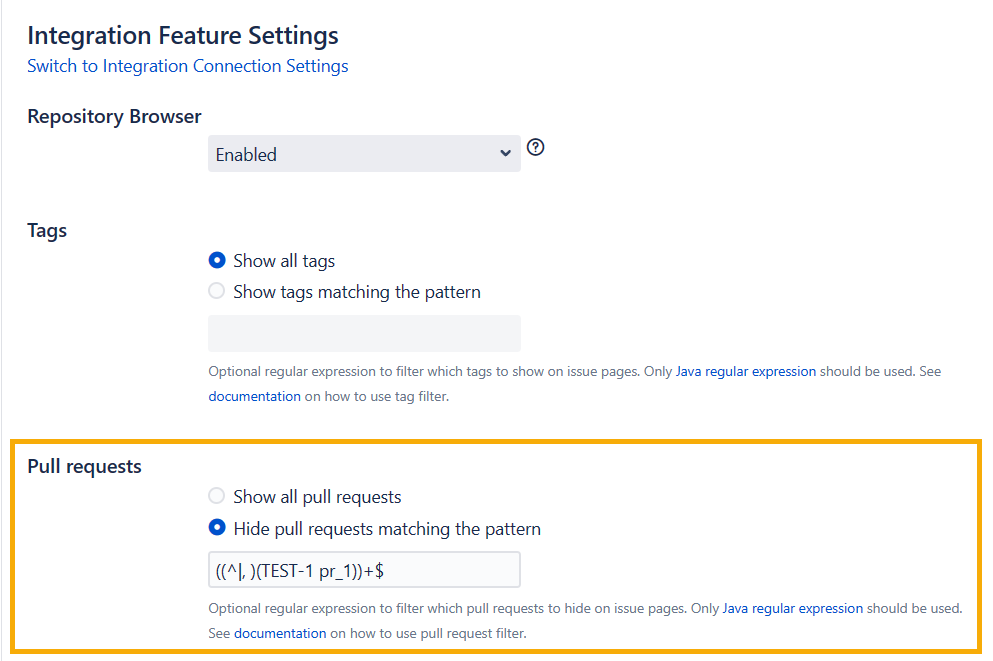 Integration Feature Settings
Switch to Integration Connection Settings
Repository Browser
Enabled
Tags
Show all tags
Show tags matching the pattern
Optional regular expression to filter which tags to show on issue pages. Only Java regular expression should be used. See
documentation on how to use tag filter.
Pull requests
Show all pull requests
Hide pull requests matching the pattern
((^|, )(TEST-1 pr_1))+$
Optional regular expression to filter which pull requests to hide on issue pages. Only Java regular expression should be used.
See documentation on how to use pull request filter.